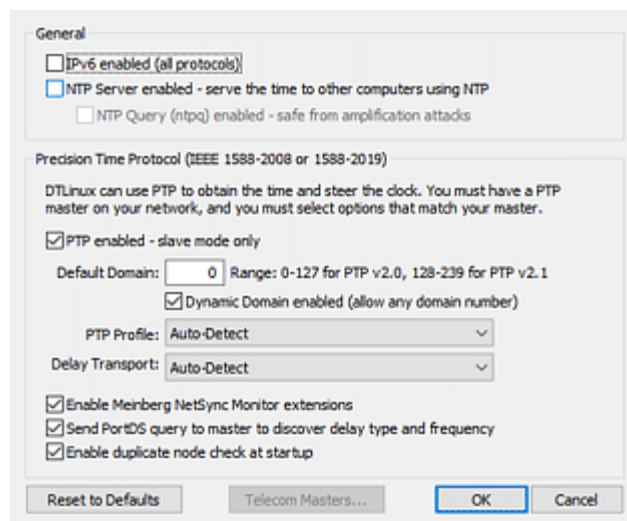 General
IPv6 enabled (all protocols)
NTP Server enabled - serve the time to other computers using NTP
NTP Query (ntpq) enabled - safe from amplification attacks
Precision Time Protocol (IEEE 1588-2008 or 1588-2019)
DTLinux can use PTP to obtain the time and steer the clock. You must have a PTP
master on your network, and you must select options that match your master.
PTP enabled - slave mode only
Default Domain: 0 Range: 0-127 for PTP v2.0, 128-239 for PTP v2.1
Dynamic Domain enabled (allow any domain number)
PTP Profile: Auto-Detect
Delay Transport: Auto-Detect
Enable Meinberg NetSync Monitor extensions
Send PortDS query to master to discover delay type and frequency
Enable duplicate node check at startup
Reset to Defaults Telecom Masters... OK Cancel